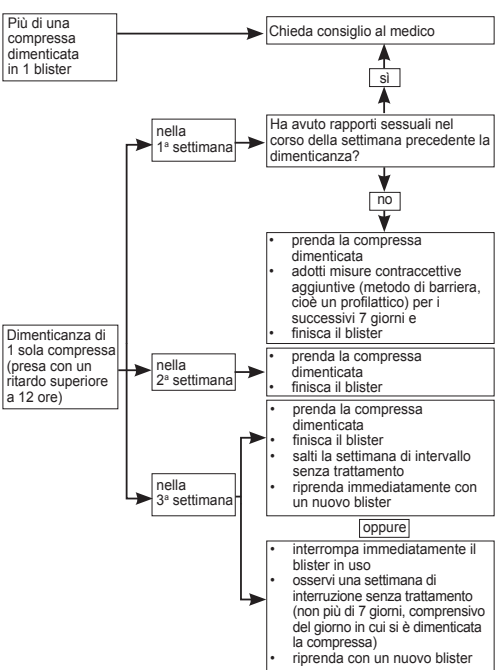 Più di una
compressa
dimenticata
in 1 blister
Chieda consiglio al medico
sì
nella
1ª settimana
Ha avuto rapporti sessuali nel
corso della settimana precedente la
dimenticanza?
no
• prenda la compressa
dimenticata
• adotti misure contraccettive
aggiuntive (metodo di barriera,
cioè un profilattico) per i
successivi 7 giorni e
• finisca il blister
Dimenticanza di
1 sola compressa
(presa con un
ritardo superiore
a 12 ore)
nella
2ª settimana
• prenda la compressa
dimenticata
• finisca il blister
nella
3ª settimana
• prenda la compressa
dimenticata
• finisca il blister
• salti la settimana di intervallo
senza trattamento
• riprenda immediatamente con
un nuovo blister
oppure
• interrompa immediatamente il
blister in uso
• osservi una settimana di
interruzione senza trattamento
(non più di 7 giorni, comprensivo
del giorno in cui si è dimenticata
la compressa)
• riprenda con un nuovo blister